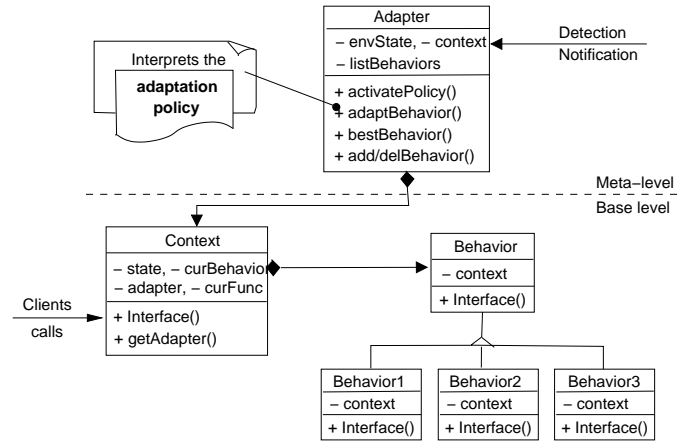 Adapter
– envState, – context
– listBehaviors
+ activatePolicy()
+ adaptBehavior()
+ bestBehavior()
+ add/delBehavior()
Interprets the
adaptation
policy
Detection
Notification
Meta–level
Base level
Context
– state, – curBehavior
– adapter, – curFunc
+ Interface()
+ getAdapter()
Clients
calls
Behavior
– context
+ Interface()
Behavior1
– context
+ Interface()
Behavior2
– context
+ Interface()
Behavior3
– context
+ Interface()